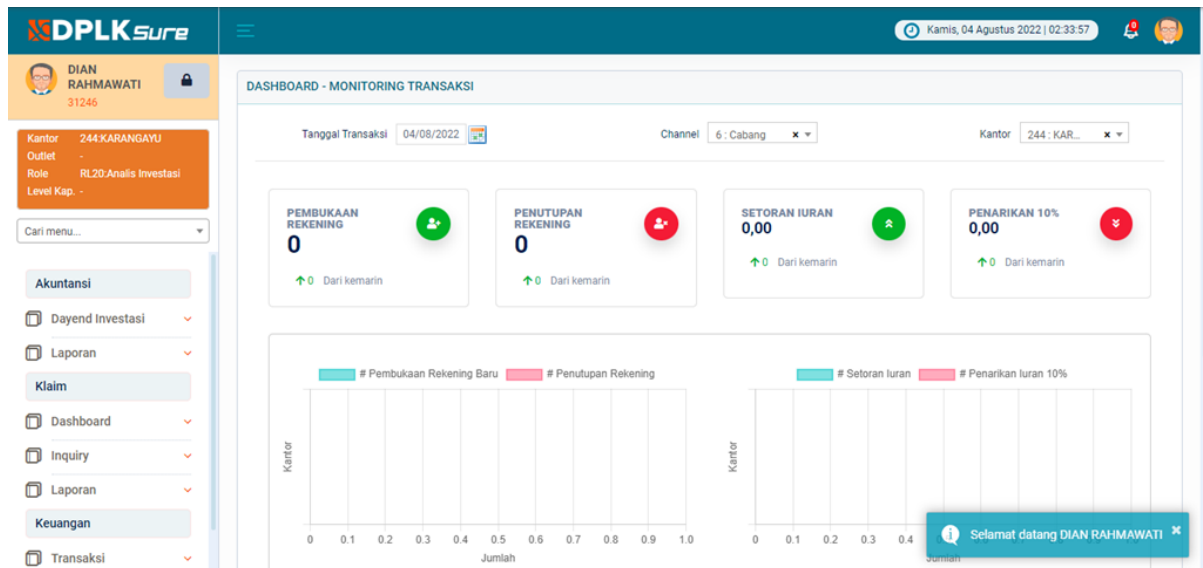 DPLKSure
Kamis, 04 Agustus 2022 | 02:33:57
DIAN
RAHMAWATI
31246
Kantor 244:KARANGAYU
Outlet -
Role RL20:Analis Investasi
Level Kap. -
Cari menu...
Akuntansi
Dayend Investasi
Laporan
Klaim
Dashboard
Inquiry
Laporan
Keuangan
Transaksi
DASHBOARD - MONITORING TRANSAKSI
Tanggal Transaksi 04/08/2022 Channel 6 : Cabang × Kantor 244 : KAR... ×
PEMBUKAAN
REKENING
0
0 Dari kemarin
PENUTUPAN
REKENING
0
0 Dari kemarin
SETORAN IURAN
0,00
0 Dari kemarin
PENARIKAN 10%
0,00
0 Dari kemarin
# Pembukaan Rekening Baru # Penutupan Rekening
Kantor
0 0.1 0.2 0.3 0.4 0.5 0.6 0.7 0.8 0.9 1.0
Jumlah
# Setoran Iuran # Penarikan Iuran 10%
Kantor
0 0.1 0.2 0.3 0.4
Jumlah
Selamat datang DIAN RAHMAWATI ×